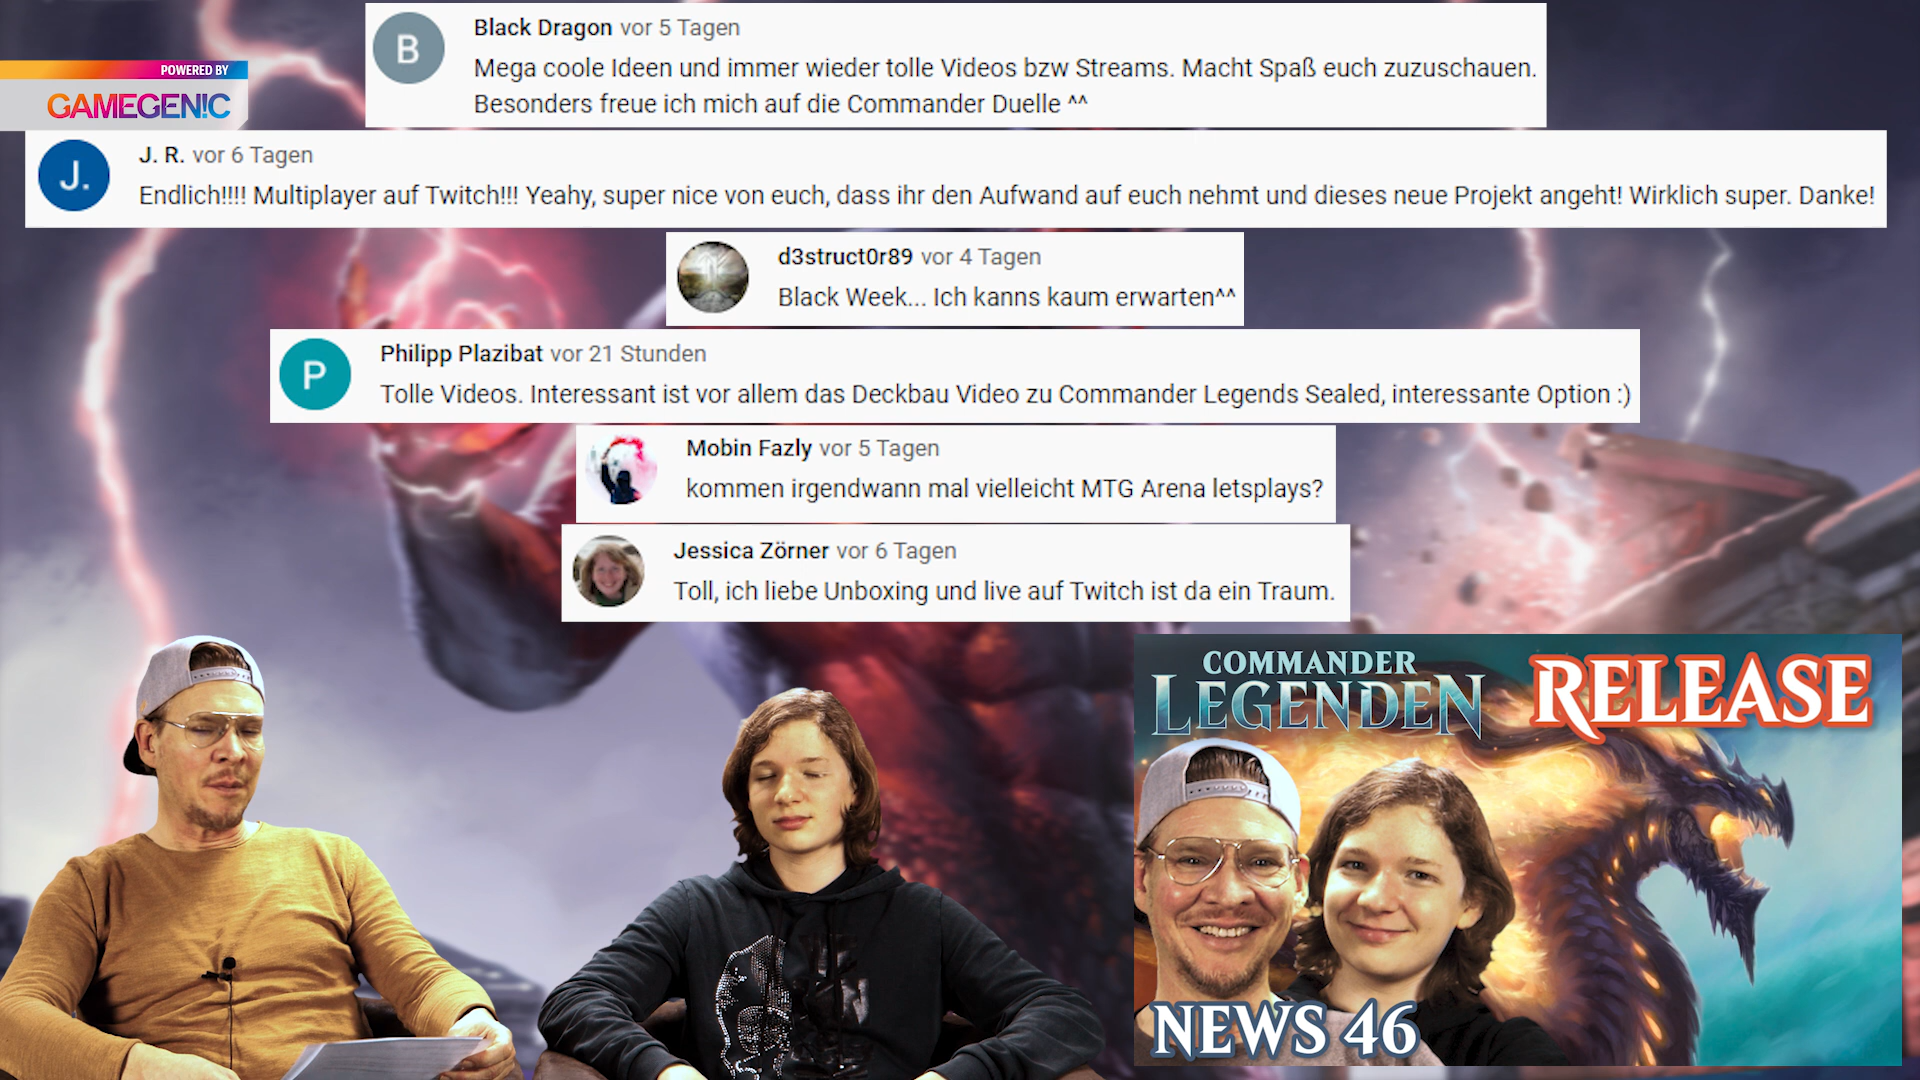 POWERED BY
GAMEGEN!C
B
Black Dragon vor 5 Tagen
Mega coole Ideen und immer wieder tolle Videos bzw Streams. Macht Spaß euch zuzuschauen.
Besonders freue ich mich auf die Commander Duelle ^^
J.
J. R. vor 6 Tagen
Endlich!!!! Multiplayer auf Twitch!!! Yeahy, super nice von euch, dass ihr den Aufwand auf euch nehmt und dieses neue Projekt angeht! Wirklich super. Danke!
d3struct0r89 vor 4 Tagen
Black Week... Ich kanns kaum erwarten^^
P
Philipp Plazibat vor 21 Stunden
Tolle Videos. Interessant ist vor allem das Deckbau Video zu Commander Legends Sealed, interessante Option :)
Mobin Fazly vor 5 Tagen
kommen irgendwann mal vielleicht MTG Arena letsplays?
Jessica Zörner vor 6 Tagen
Toll, ich liebe Unboxing und live auf Twitch ist da ein Traum.
COMMANDER
LEGENDEN
RELEASE
NEWS 46